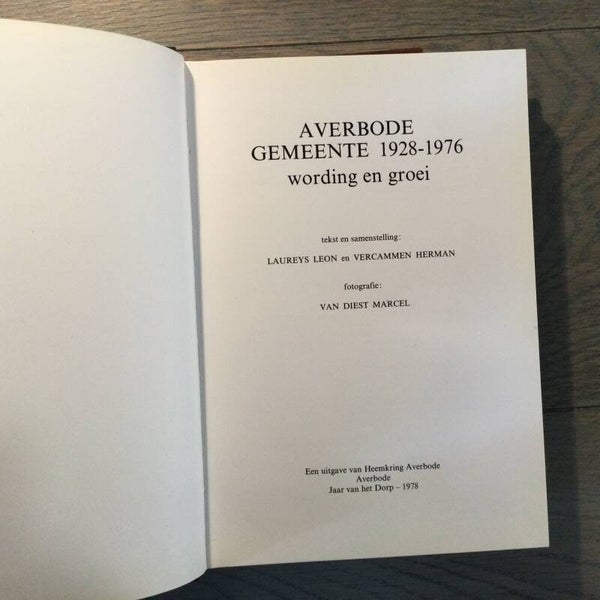 AVERBODE
GEMEENTE 1928-1976
wording en groei
tekst en samenstelling:
LAUREYS LEON en VERCAMMEN HERMAN
fotografie:
VAN DIEST MARCEL
Een uitgave van Heemkring Averbode
Averbode
Jaar van het Dorp – 1978